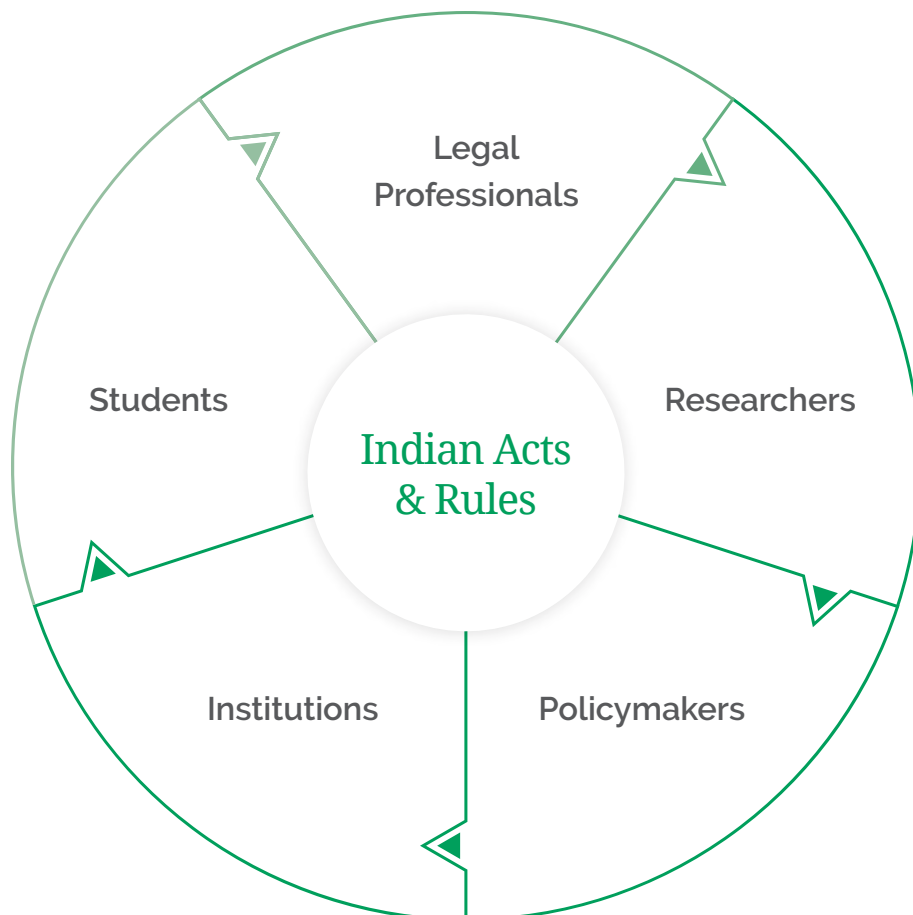 Legal
Professionals
Students
Researchers
Indian Acts
& Rules
Institutions
Policymakers